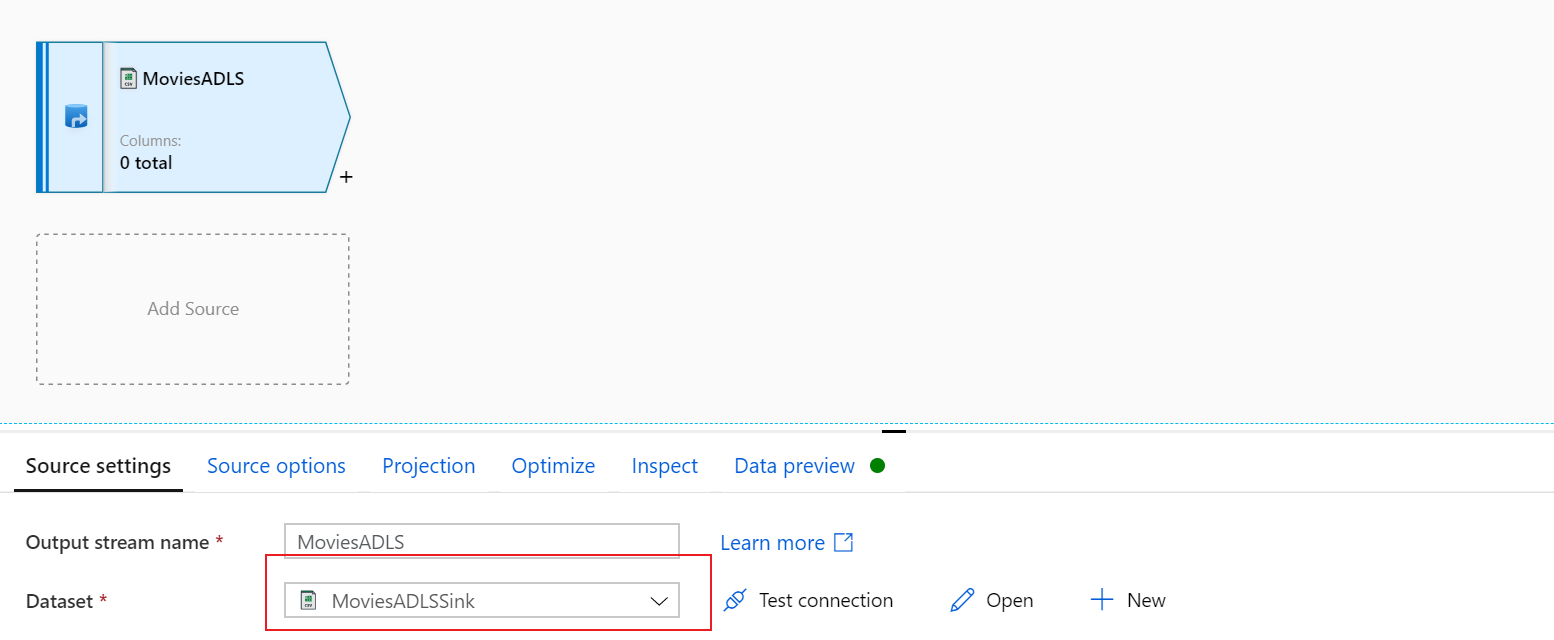 MoviesADLS
Columns:
0 total
+
Add Source
Source settings Source options Projection Optimize Inspect Data preview
Output stream name * MoviesADLS Learn more
Dataset * MoviesADLSSink Test connection Open New